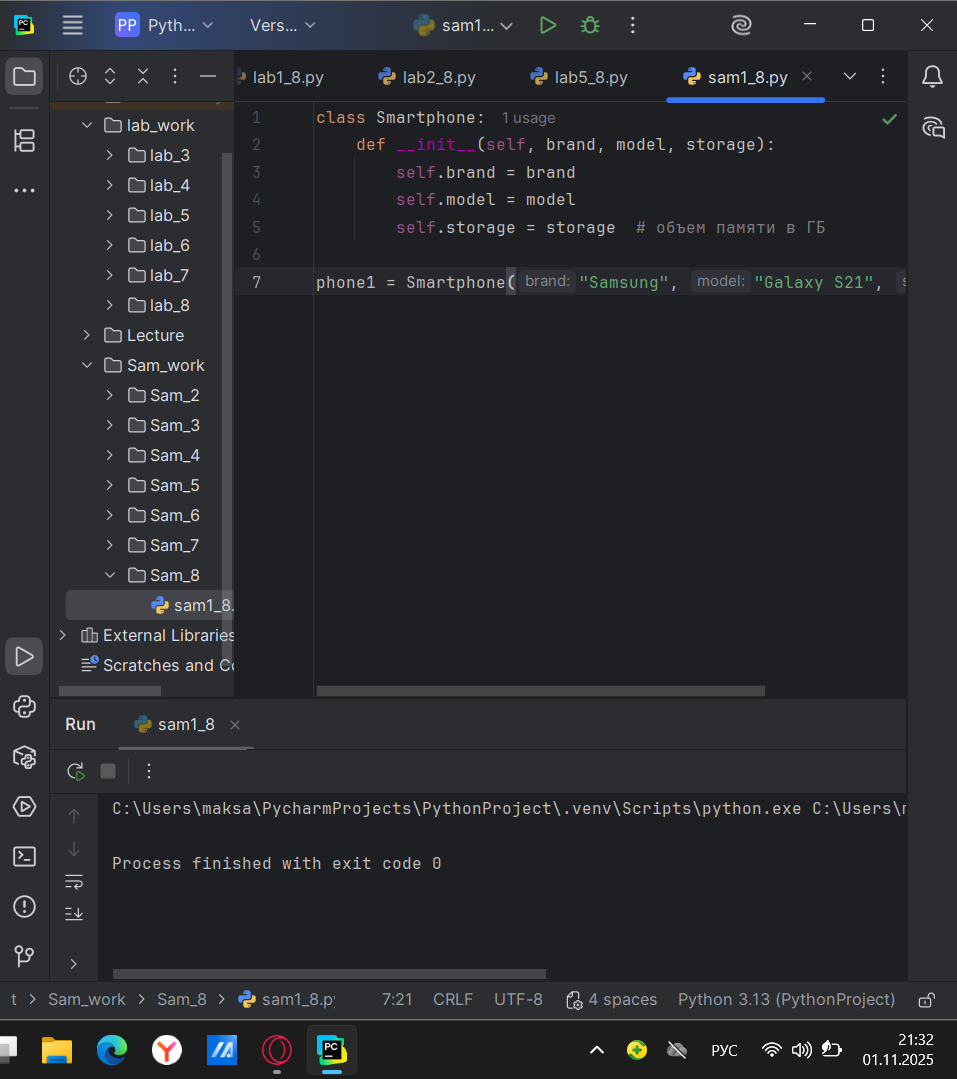 PC
PP Pyth...
Vers...
sam1...
lab1_8.py
lab2_8.py
lab5_8.py
sam1_8.py
lab_work
lab_3
lab_4
lab_5
lab_6
lab_7
lab_8
Lecture
Sam_work
Sam_2
Sam_3
Sam_4
Sam_5
Sam_6
Sam_7
Sam_8
sam1_8.
External Libraries
Scratches and Co
1 class Smartphone: 1 usage
2 def __init__(self, brand, model, storage):
3 self.brand = brand
4 self.model = model
5 self.storage = storage # объем памяти в ГБ
6
7 phone1 = Smartphone( brand: "Samsung", model: "Galaxy S21", s
Run
sam1_8
C:\Users\maksa\PycharmProjects\PythonProject\.venv\Scripts\python.exe C:\Users\m
Process finished with exit code 0
t > Sam_work > Sam_8 > sam1_8.py
7:21 CRLF UTF-8 4 spaces Python 3.13 (PythonProject)
PC
РУС
21:32
01.11.2025